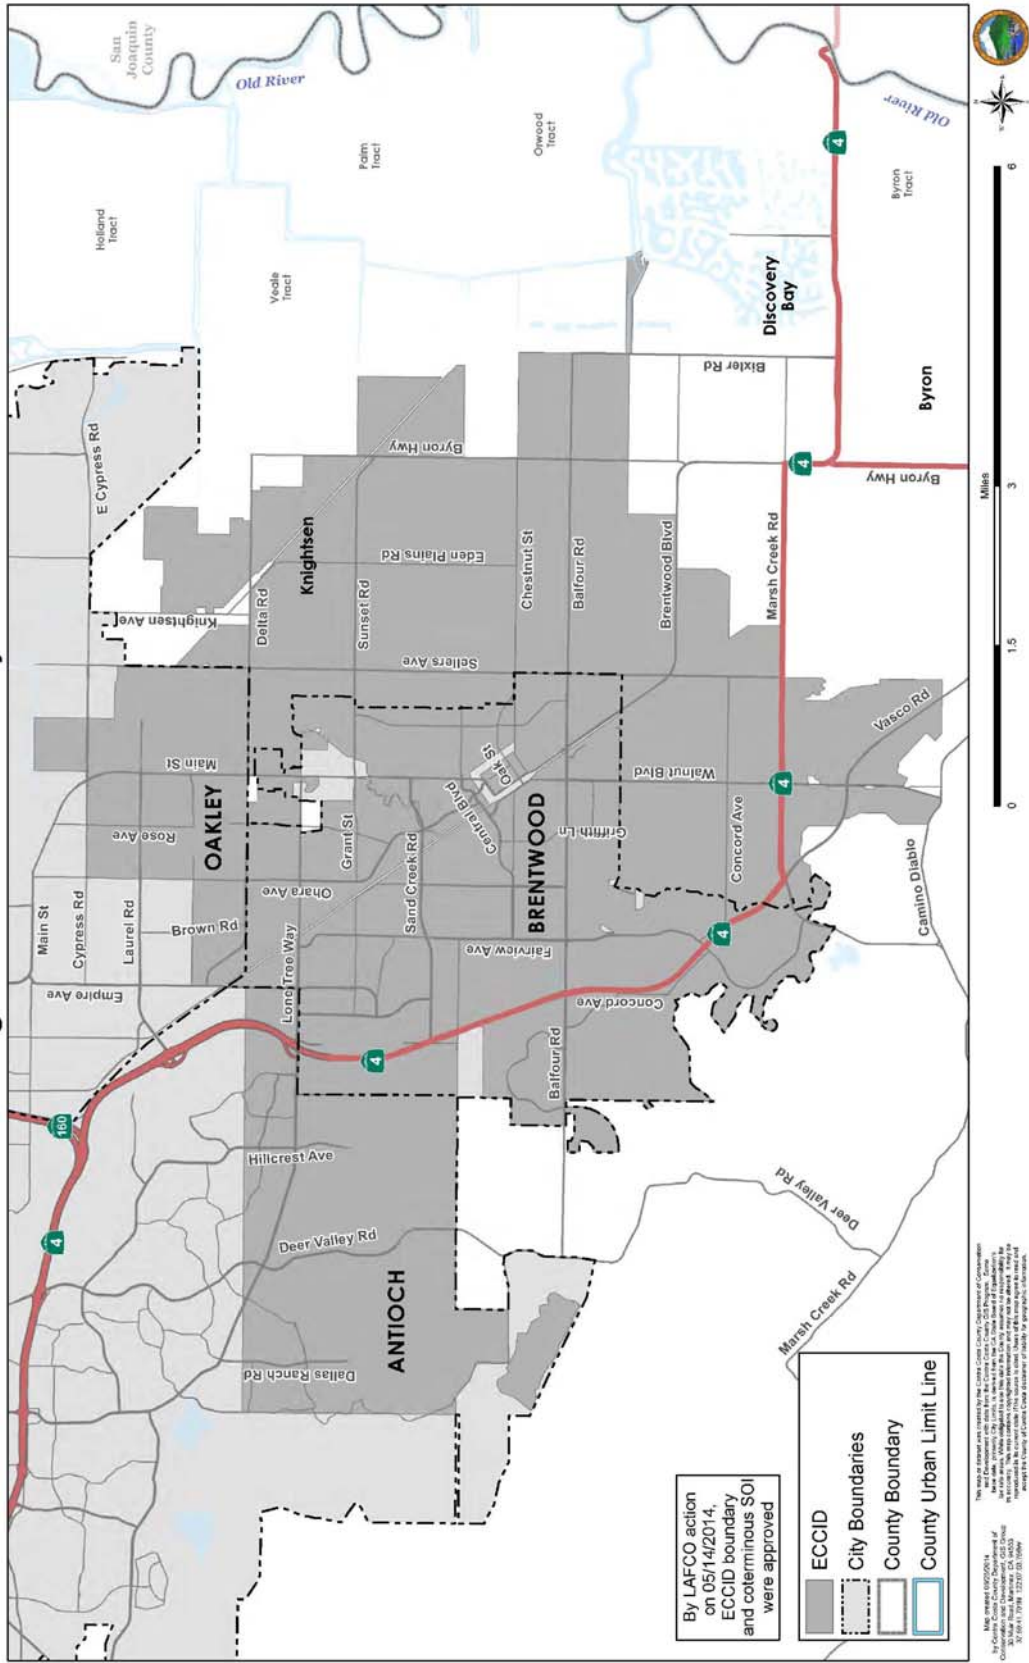 San
Joaquin
County
Old River
Holland
Tract
Palm
Tract
Orwood
Tract
Veale
Tract
Old River
Byron
Tract
4
Discovery
Bay
Bixler Rd
Byron
E Cypress Rd
Byron Hwy
4
Byron Hwy
Knightsen
Eden Plains Rd
Knightsen Ave
Delta Rd
Sunset Rd
Chestnut St
Balfour Rd
Brentwood Blvd
Marsh Creek Rd
Sellers Ave
Vasco Rd
Main St
Oak St
Walnut Blvd
4
OAKLEY
Rose Ave
Grant St
Central Blvd
BRENTWOOD
Griffith Ln
Concord Ave
Camino Diablo
Main St
Cypress Rd
Laurel Rd
Brown Rd
Ohara Ave
Sand Creek Rd
Fairview Ave
4
Empire Ave
Lone Tree Way
Concord Ave
4
Balfour Rd
160
Hillcrest Ave
4
Deer Valley Rd
Deer Valley Rd
ANTIOCH
Dallas Ranch Rd
Marsh Creek Rd
By LAFCO action
on 05/14/2014,
ECCID boundary
and coterminous SOI
were approved
ECCID
City Boundaries
County Boundary
County Urban Limit Line
0 1.5 3 6
Miles